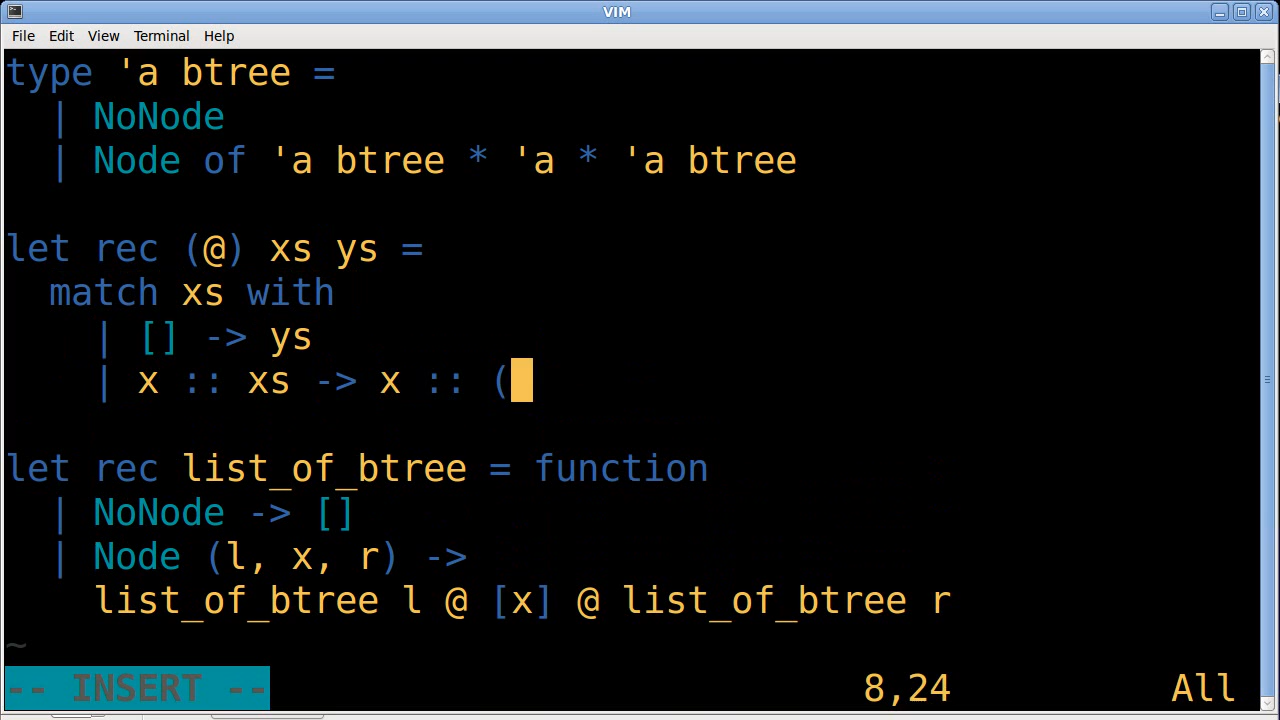 VIM
File Edit View Terminal Help
type 'a btree =
  | NoNode
  | Node of 'a btree * 'a * 'a btree

let rec (@) xs ys =
  match xs with
    | [] -> ys
    | x :: xs -> x :: (

let rec list_of_btree = function
  | NoNode -> []
  | Node (l, x, r) ->
    list_of_btree l @ [x] @ list_of_btree r
~
-- INSERT -- 8,24 All